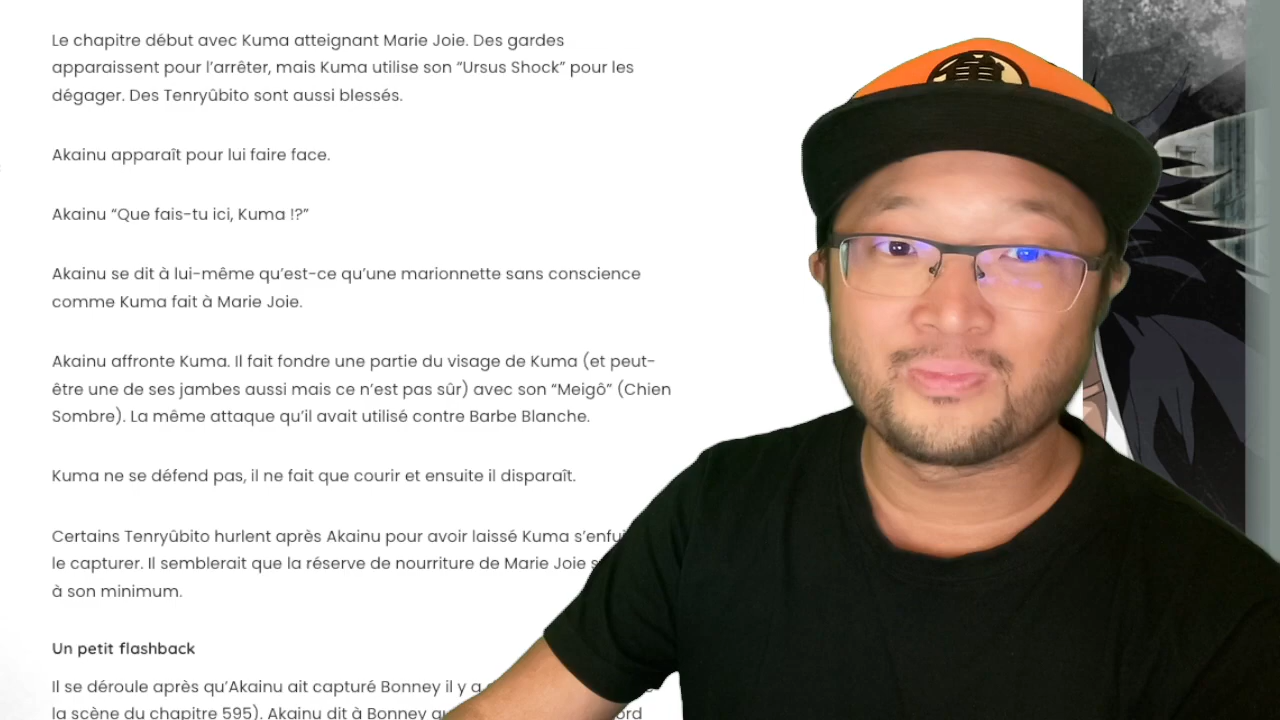 Le chapitre début avec Kuma atteignant Marie Joie. Des gardes
apparaissent pour l’arrêter, mais Kuma utilise son “Ursus Shock” pour les
dégager. Des Tenryûbito sont aussi blessés.
Akainu apparaît pour lui faire face.
Akainu “Que fais-tu ici, Kuma !?”
Akainu se dit à lui-même qu’est-ce qu’une marionnette sans conscience
comme Kuma fait à Marie Joie.
Akainu affronte Kuma. Il fait fondre une partie du visage de Kuma (et peut-
être une de ses jambes aussi mais ce n’est pas sûr) avec son “Meigô” (Chien
Sombre). La même attaque qu’il avait utilisé contre Barbe Blanche.
Kuma ne se défend pas, il ne fait que courir et ensuite il disparaît.
Certains Tenryûbito hurlent après Akainu pour avoir laissé Kuma
le capturer. Il semblerait que la réserve de nourriture de Marie Joie
à son minimum.
Un petit flashback
Il se déroule après qu’Akainu ait capturé Bonney il y a
la scène du chapitre 595). Akainu dit à Bonney
亀